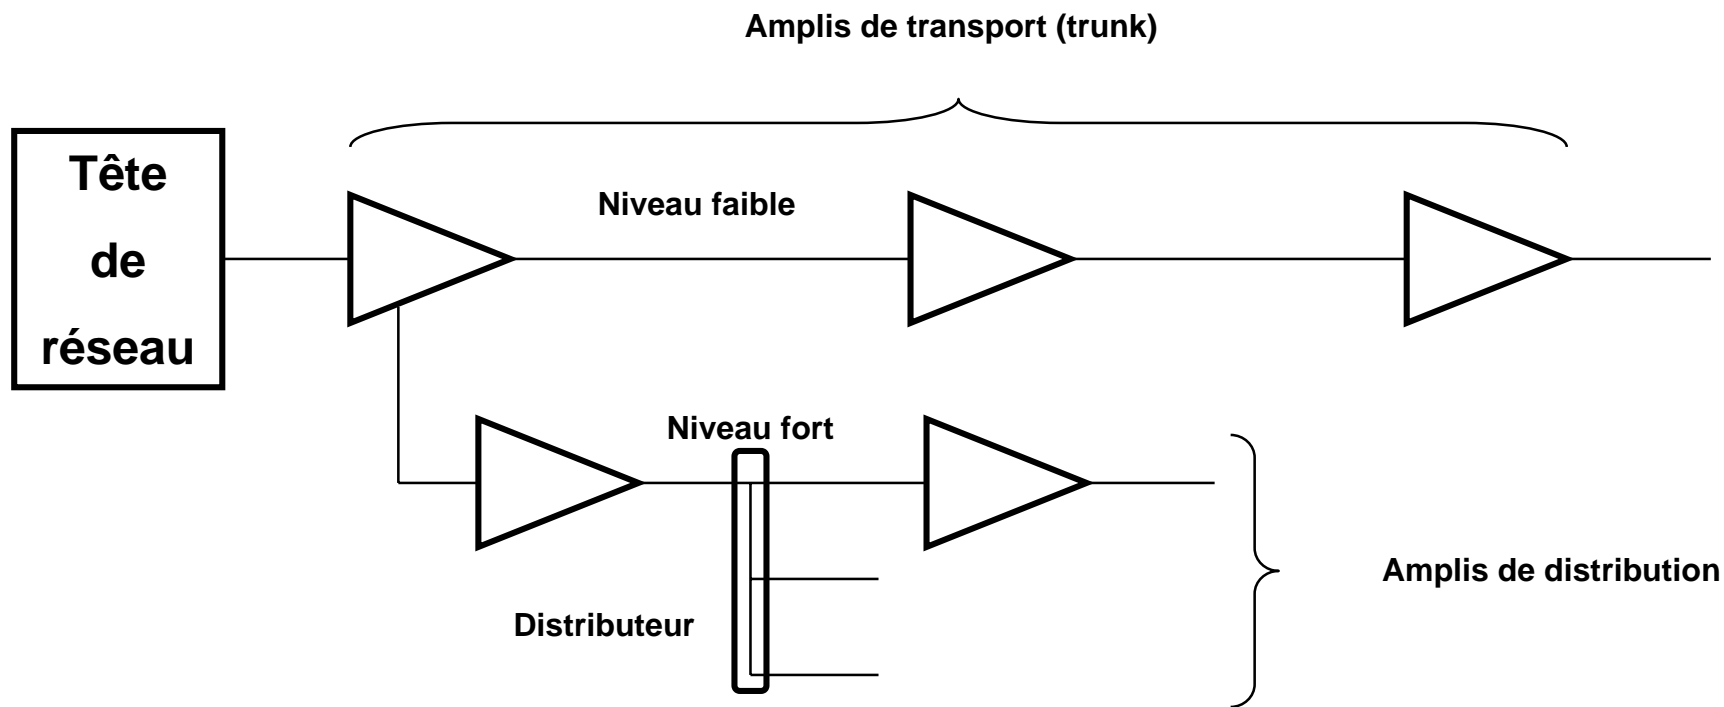 Amplis de transport (trunk)
Tête
de
réseau
Niveau faible
Niveau fort
Distributeur
Amplis de distribution